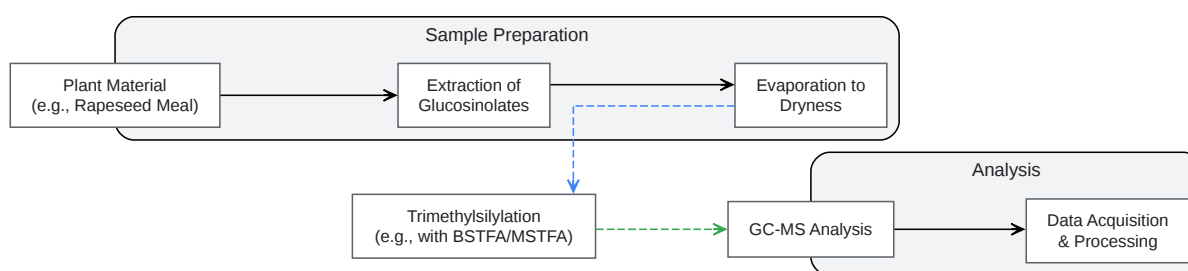 Sample Preparation
Plant Material
(e.g., Rapeseed Meal)
Extraction of
Glucosinolates
Evaporation to
Dryness
Analysis
Trimethylsilylation
(e.g., with BSTFA/MSTFA)
GC-MS Analysis
Data Acquisition
& Processing